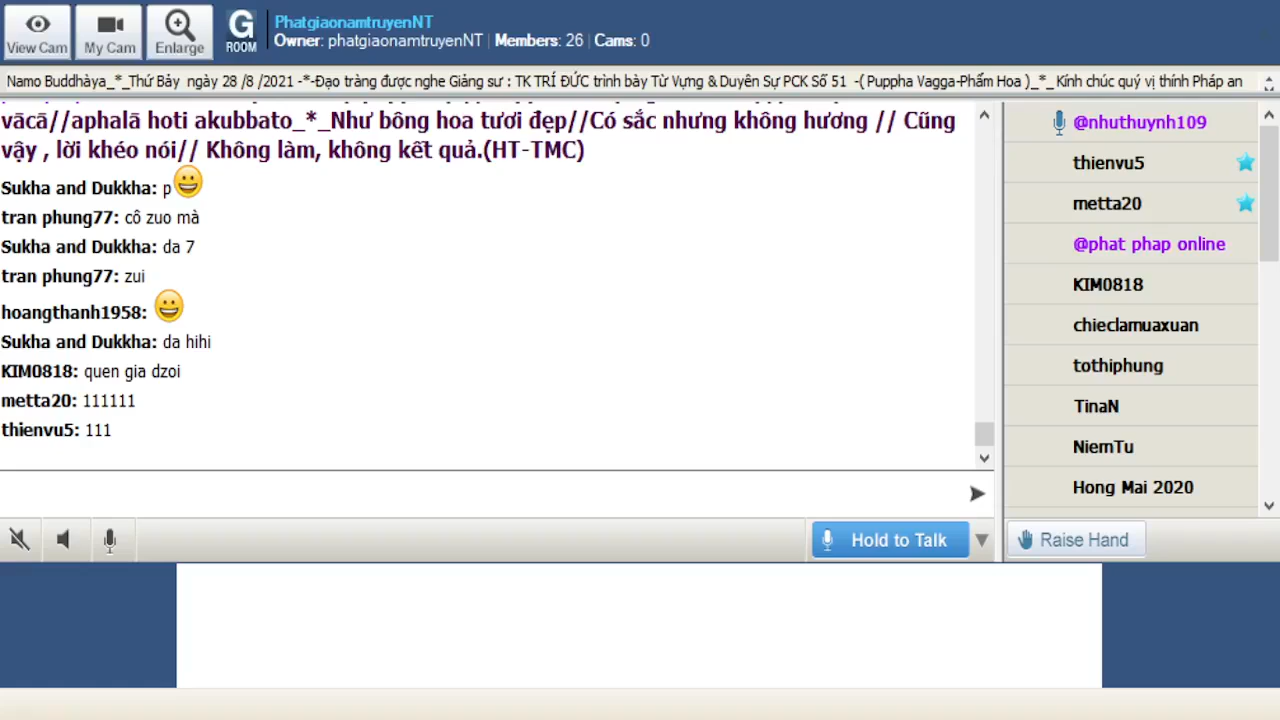 View Cam
My Cam
Enlarge
G
ROOM
PhatgiaonamtruyenNT
Owner: phatgiaonamtruyenNT | Members: 26 | Cams: 0
Namo Buddhàya_*_Thứ Bảy ngày 28 /8 /2021 -*-Đạo tràng được nghe Giảng sư : TK TRÍ ĐỨC trình bày Từ Vựng & Duyên Sự PCK Số 51 -( Puppha Vagga-Phẩm Hoa )_*_ Kính chúc quý vị thính Pháp an
vācā//aphalā hoti akubbato_*_Như bông hoa tươi đẹp//Có sắc nhưng không hương // Cũng
vậy , lời khéo nói// Không làm, không kết quả.(HT-TMC)
Sukha and Dukkha: p
tran phung77: cô zuo mà
Sukha and Dukkha: da 7
tran phung77: zui
hoangthanh1958:
Sukha and Dukkha: da hihi
KIM0818: quen gia dzoi
metta20: 111111
thienvu5: 111
@nhuthuynh109
thienvu5
metta20
@phat phap online
KIM0818
chieclamuaxuan
tothiphung
TinaN
NiemTu
Hong Mai 2020
Hold to Talk
Raise Hand